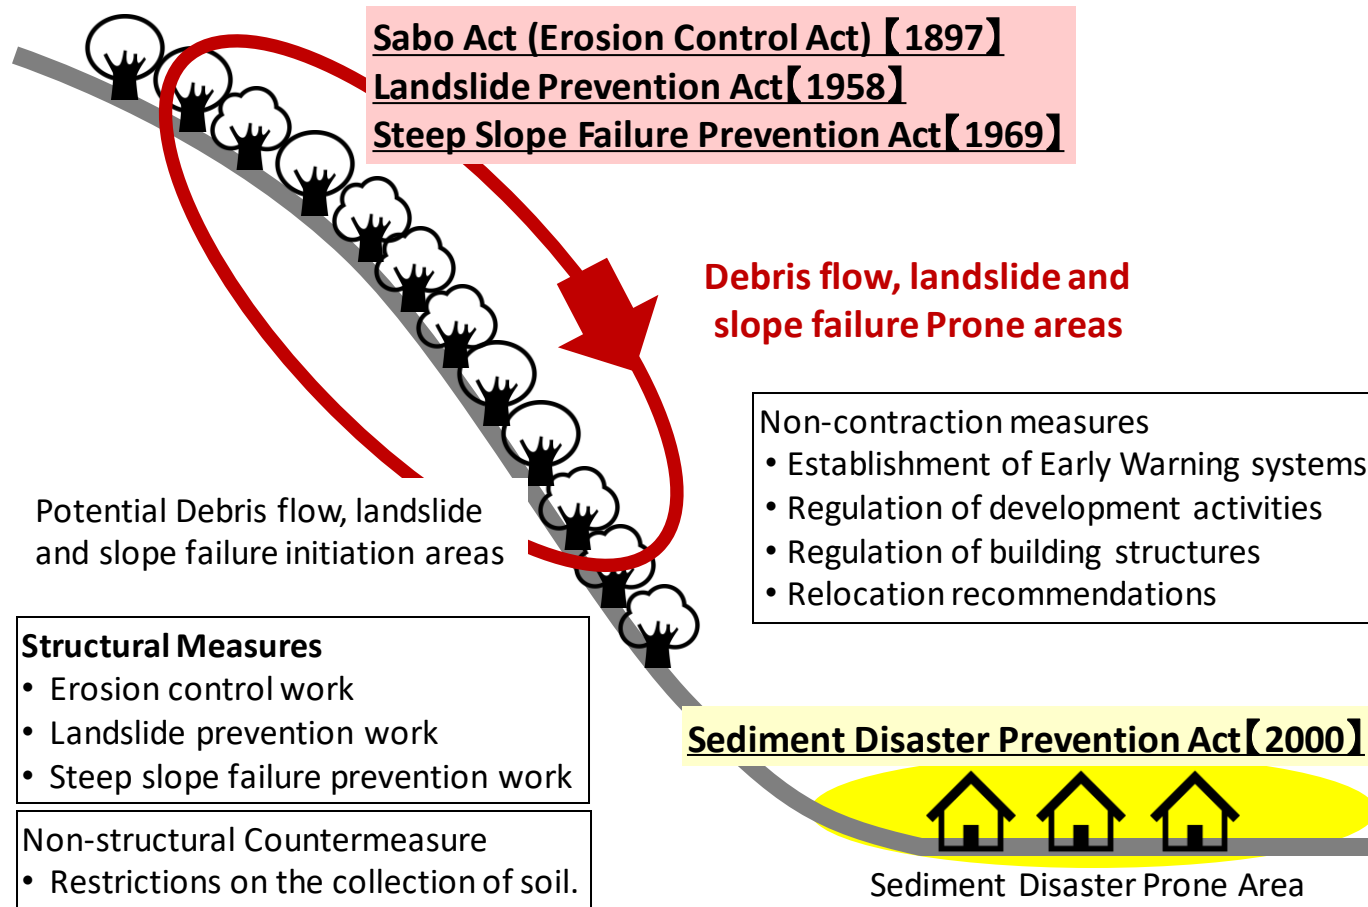 Sabo Act (Erosion Control Act)【1897】
Landslide Prevention Act【1958】
Steep Slope Failure Prevention Act【1969】
Debris flow, landslide and
slope failure Prone areas
Non-contraction measures
• Establishment of Early Warning systems
• Regulation of development activities
• Regulation of building structures
• Relocation recommendations
Potential Debris flow, landslide
and slope failure initiation areas
Structural Measures
• Erosion control work
• Landslide prevention work
• Steep slope failure prevention work
Non-structural Countermeasure
• Restrictions on the collection of soil.
Sediment Disaster Prevention Act【2000】
Sediment Disaster Prone Area